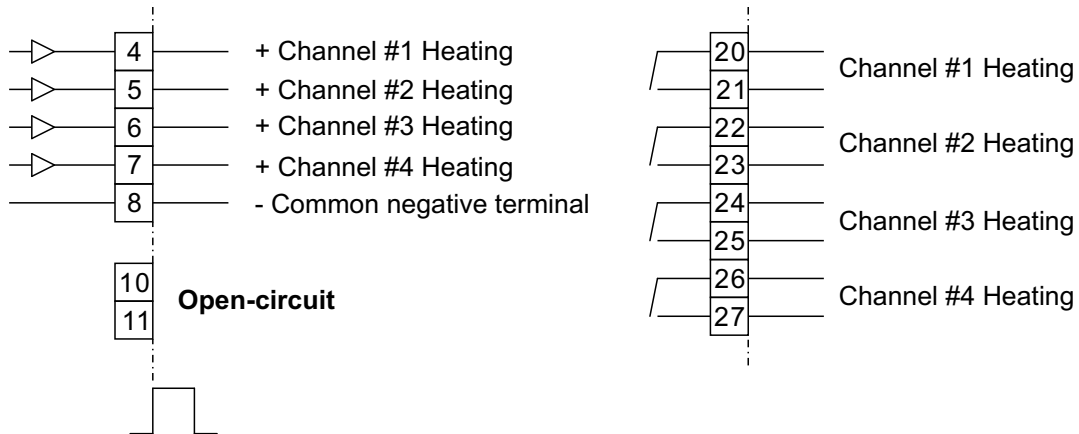 4 + Channel #1 Heating
5 + Channel #2 Heating
6 + Channel #3 Heating
7 + Channel #4 Heating
8 - Common negative terminal
10
11
Open-circuit
20
21
Channel #1 Heating
22
23
Channel #2 Heating
24
25
Channel #3 Heating
26
27
Channel #4 Heating